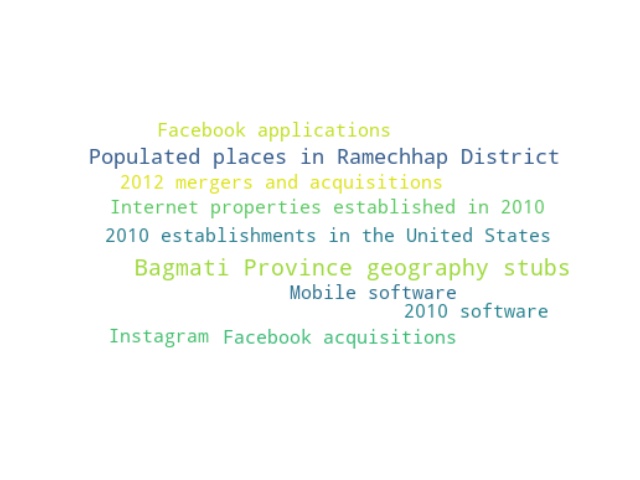 Facebook applications
Populated places in Ramechhap District
2012 mergers and acquisitions
Internet properties established in 2010
2010 establishments in the United States
Bagmati Province geography stubs
Mobile software
2010 software
Instagram Facebook acquisitions